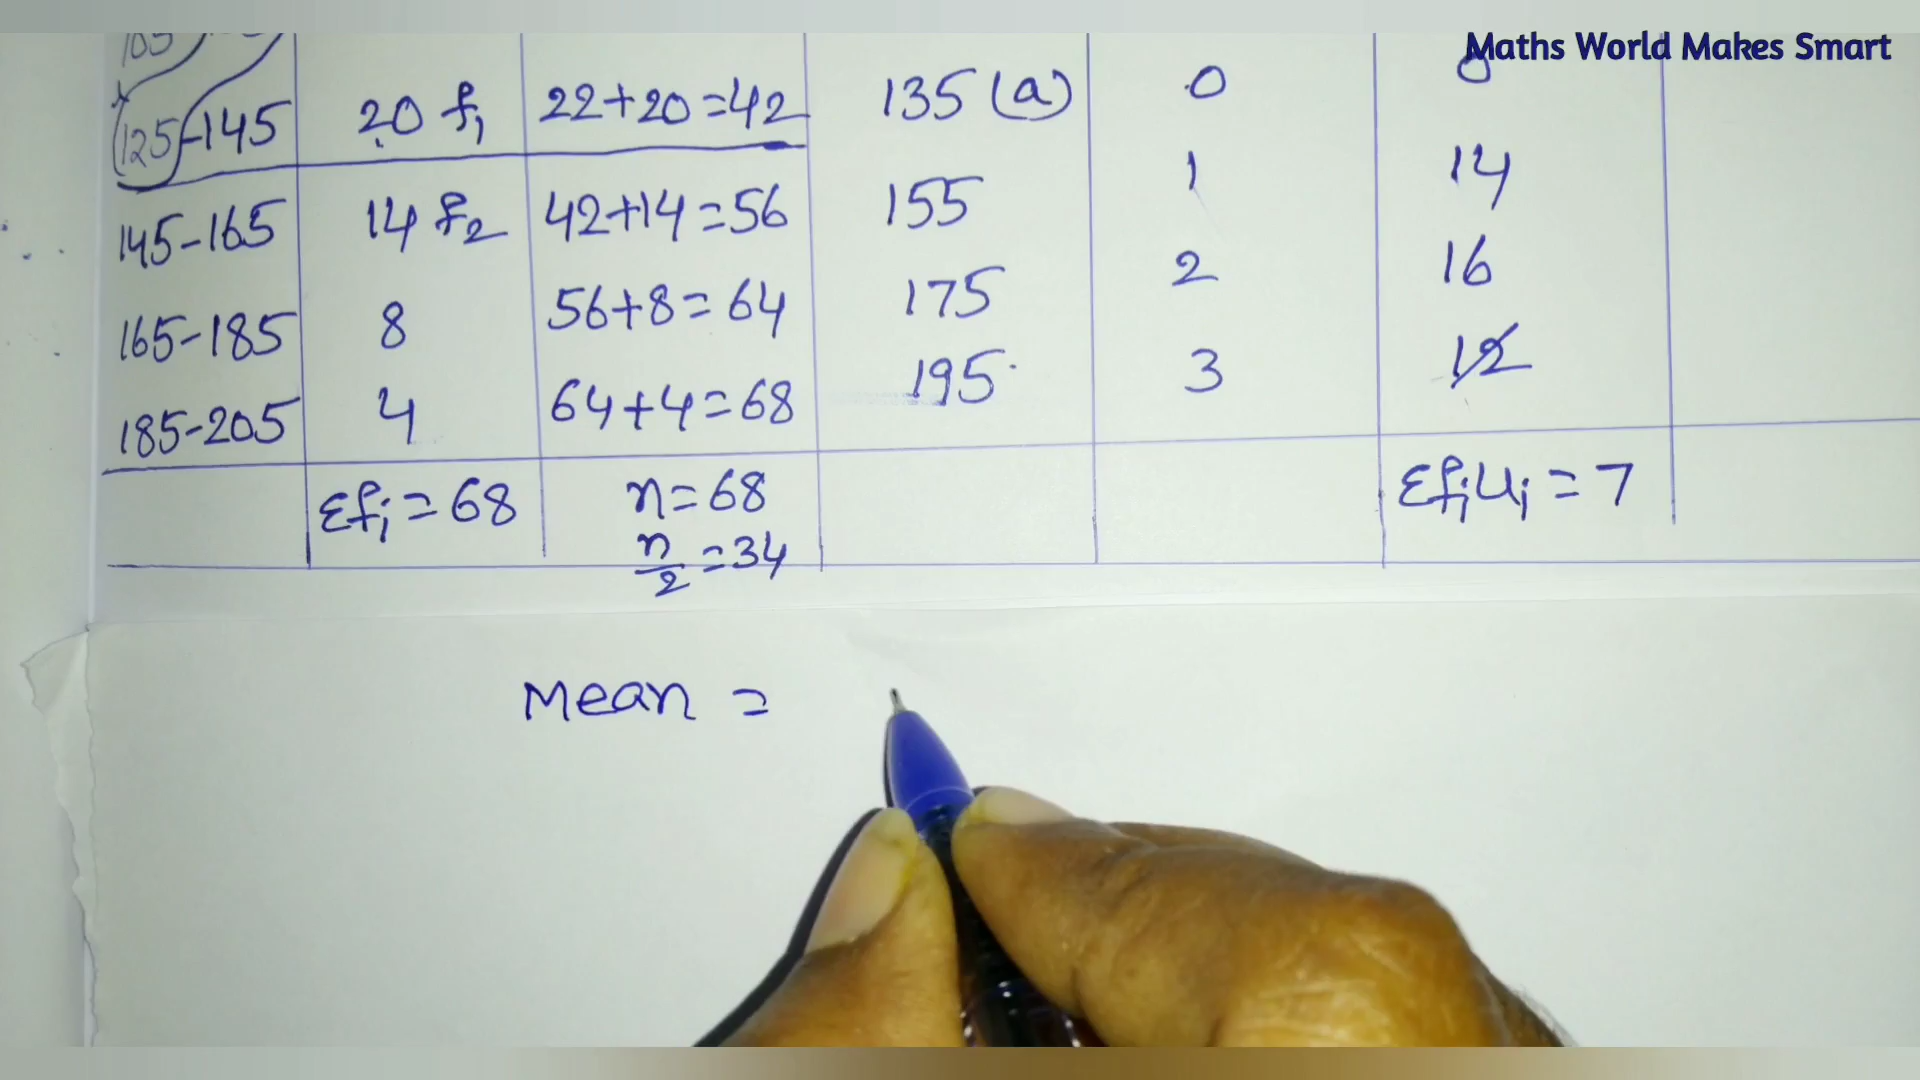 Maths World Makes Smart
125-145 20 f1 22+20=42 135 (a) 0 0
145-165 14 f2 42+14=56 155 1 14
165-185 8 56+8=64 175 2 16
185-205 4 64+4=68 195 3 12
Σfi=68 n=68 Σfiui=7
n/2=34
Mean =